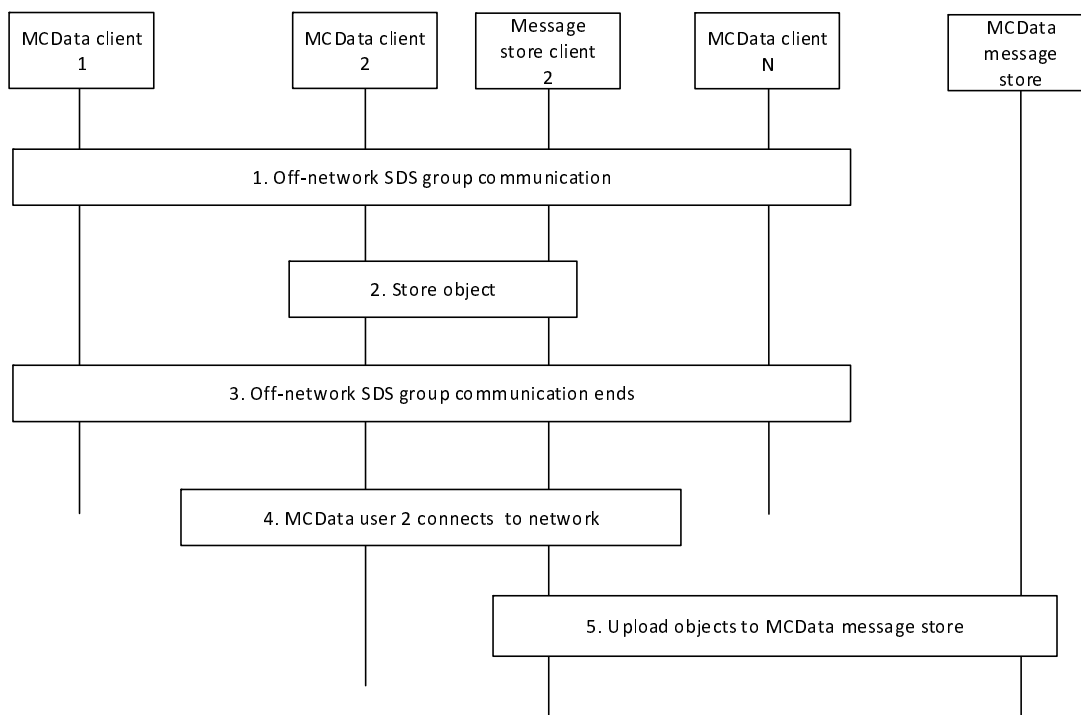 MCData client
1
MCData client
2
Message
store client
2
MCData client
N
MCData
message
store
1. Off-network SDS group communication
2. Store object
3. Off-network SDS group communication ends
4. MCData user 2 connects to network
5. Upload objects to MCData message store